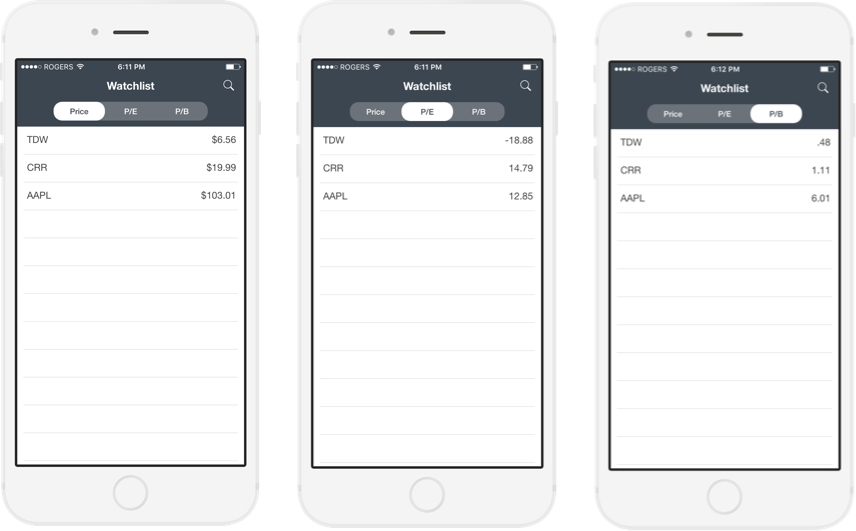 ●●●●○ ROGERS 6:11 PM
Watchlist
Price P/E P/B
TDW $6.56
CRR $19.99
AAPL $103.01
●●●●○ ROGERS 6:11 PM
Watchlist
Price P/E P/B
TDW -18.88
CRR 14.79
AAPL 12.85
●●●●○ ROGERS 6:12 PM
Watchlist
Price P/E P/B
TDW .48
CRR 1.11
AAPL 6.01